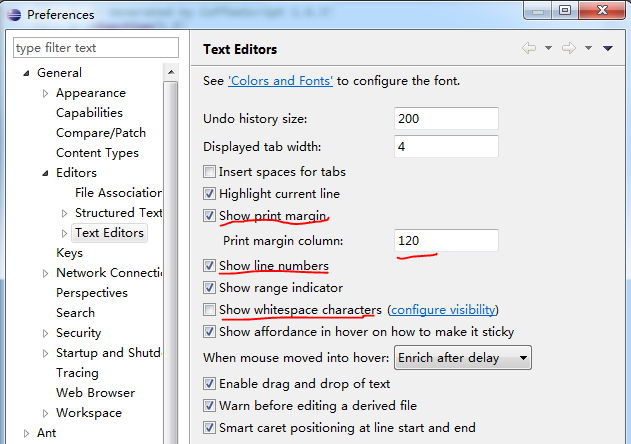 Preferences
type filter text
General
Appearance
Capabilities
Compare/Patch
Content Types
Editors
File Association
Structured Text
Text Editors
Keys
Network Connectio
Perspectives
Search
Security
Startup and Shutd
Tracing
Web Browser
Workspace
Ant
Text Editors
See 'Colors and Fonts' to configure the font.
Undo history size: 200
Displayed tab width: 4
Insert spaces for tabs
Highlight current line
Show print margin
Print margin column: 120
Show line numbers
Show range indicator
Show whitespace characters (configure visibility)
Show affordance in hover on how to make it sticky
When mouse moved into hover: Enrich after delay
Enable drag and drop of text
Warn before editing a derived file
Smart caret positioning at line start and end